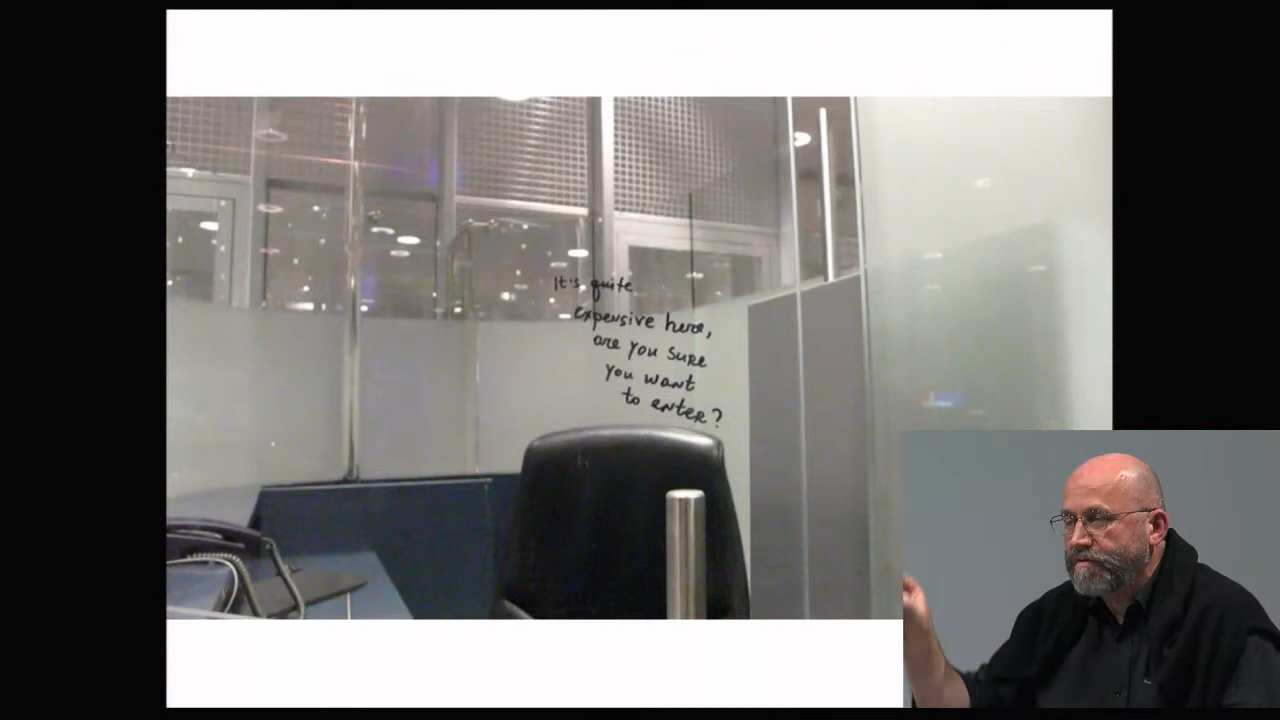 It's quite
expensive here,
are you sure
you want
to enter?